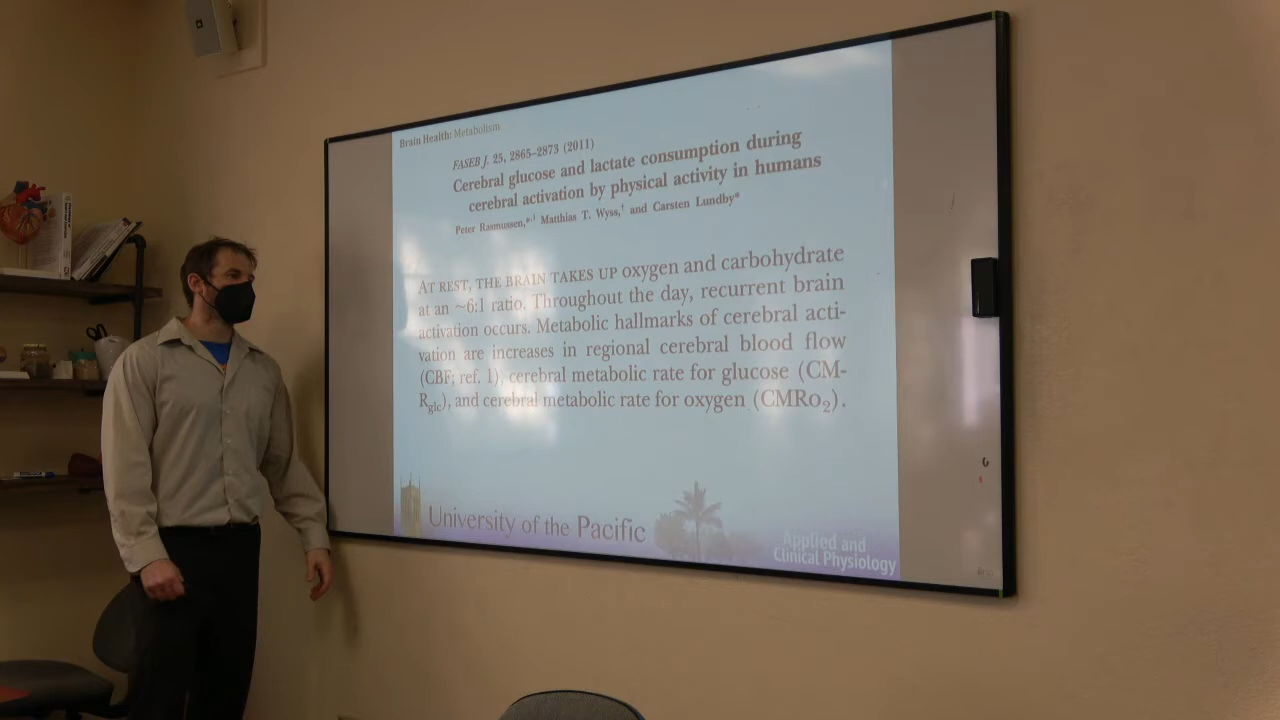 Brain Health: Metabolism
FASEB J. 25, 2865–2873 (2011)
Cerebral glucose and lactate consumption during
cerebral activation by physical activity in humans
Peter Rasmussen,*,¹ Matthias T. Wyss,† and Carsten Lundby*
AT REST, THE BRAIN TAKES UP oxygen and carbohydrate
at an ~6:1 ratio. Throughout the day, recurrent brain
activation occurs. Metabolic hallmarks of cerebral acti-
vation are increases in regional cerebral blood flow
(CBF; ref. 1), cerebral metabolic rate for glucose (CM-
Rglc), and cerebral metabolic rate for oxygen (CMRO₂).
University of the Pacific
Applied and
Clinical Physiology